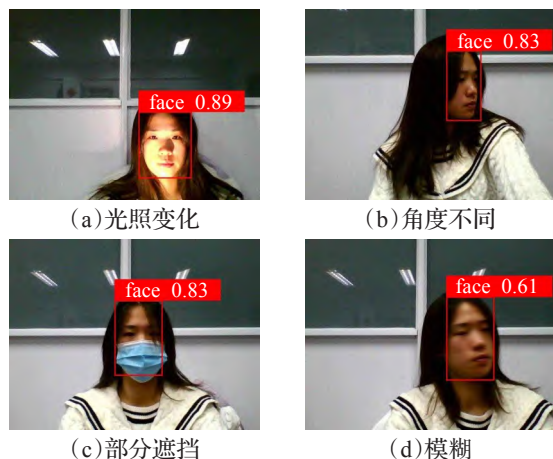 face 0.89
face 0.83
(a)光照变化
(b)角度不同
face 0.83
face 0.61
(c)部分遮挡
(d)模糊